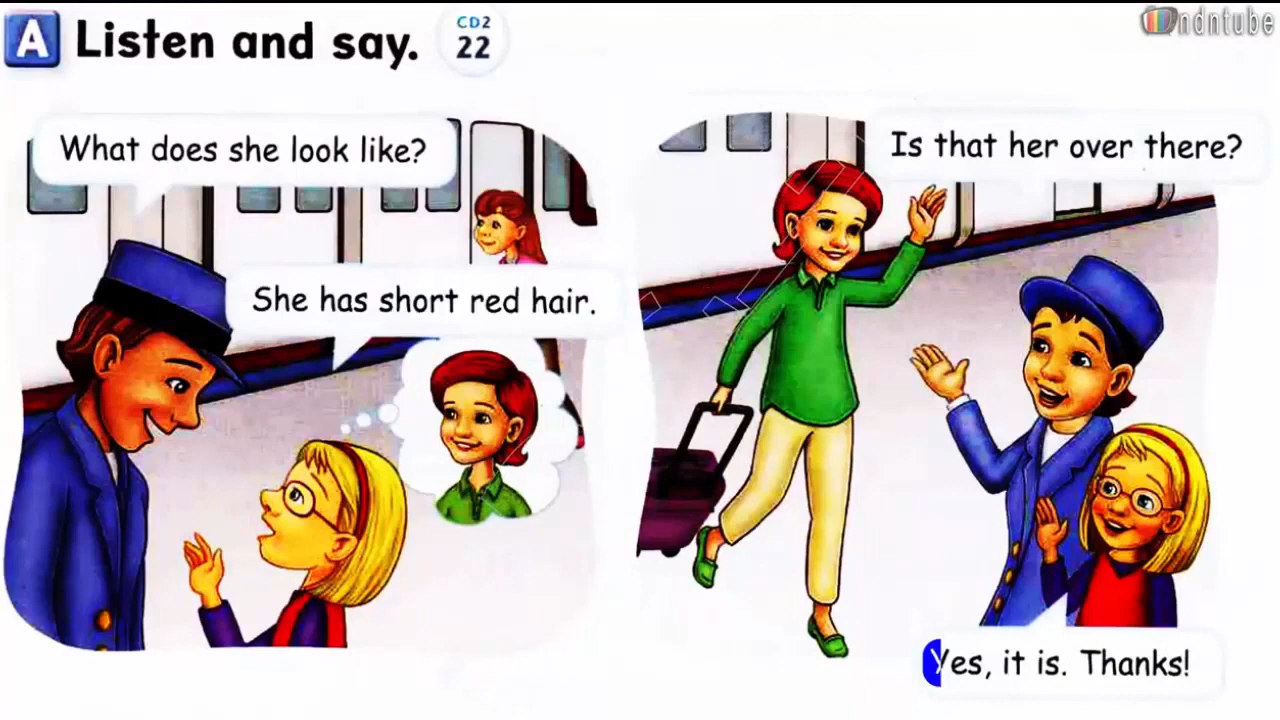 A Listen and say. CD2 22
ndntube
What does she look like?
She has short red hair.
Is that her over there?
Yes, it is. Thanks!